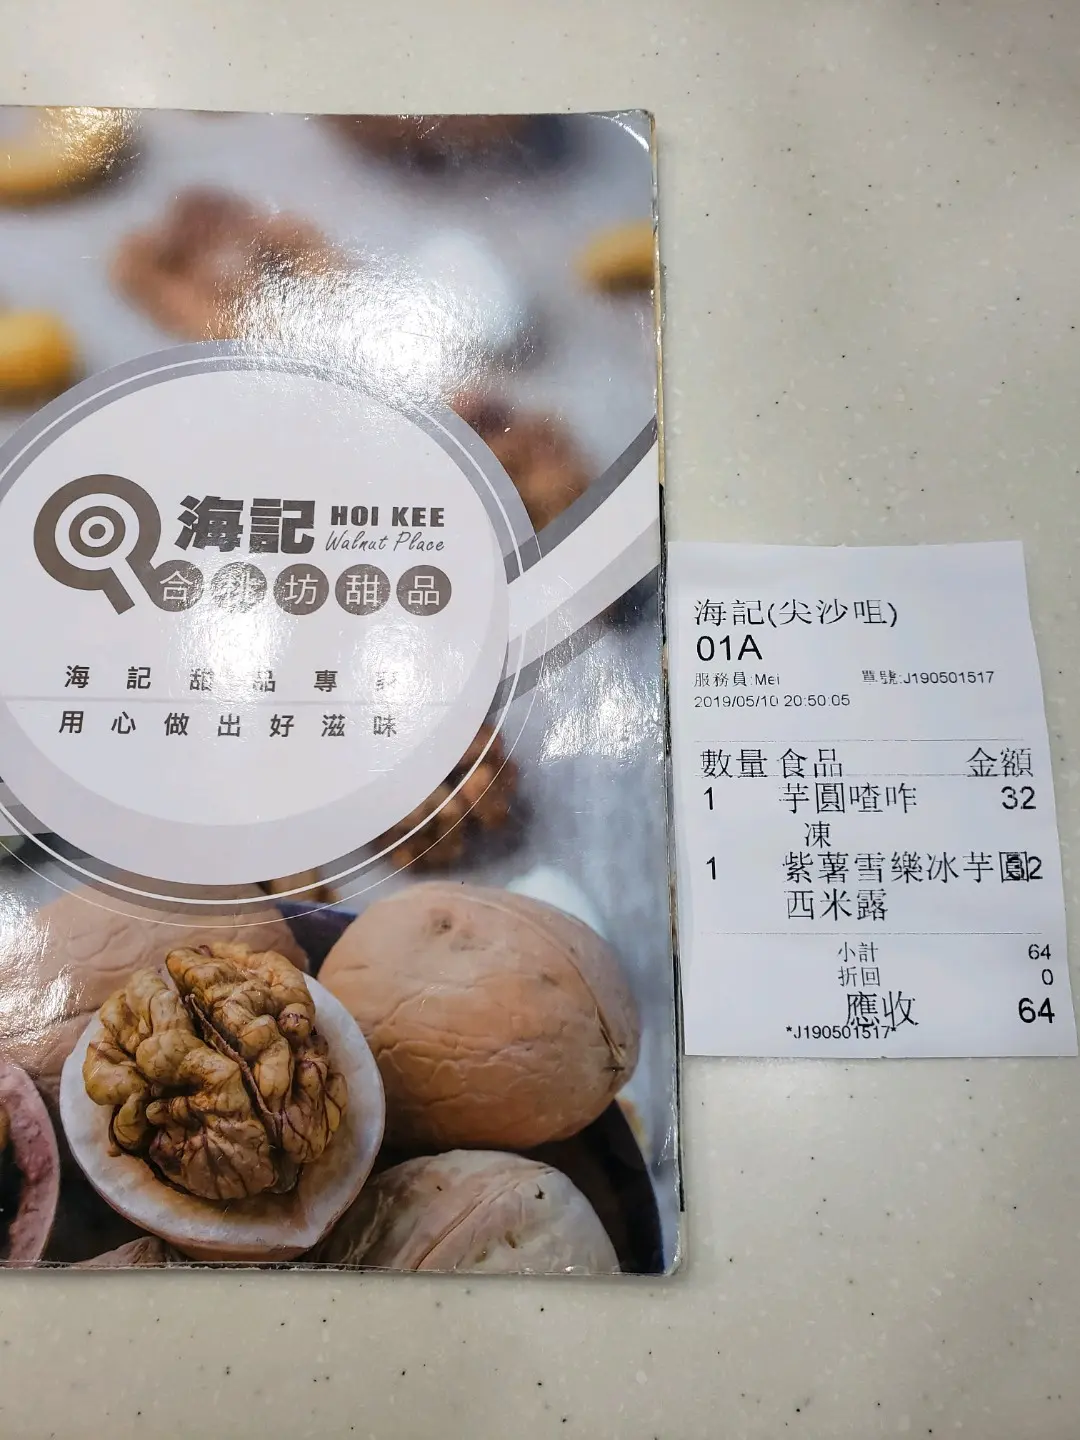 海記 HOI KEE
Walnut Place
合桃坊甜品
海記甜品專
用心做出好滋味
海記(尖沙咀)
01A
服務員:Mei 單號:J190501517
2019/05/10 20:50:05
數量 食品 金額
1 芋圓喳咋 32
凍
1 紫薯雪樂冰芋圓32
西米露
小計 64
折回 0
應收 64
*J190501517*